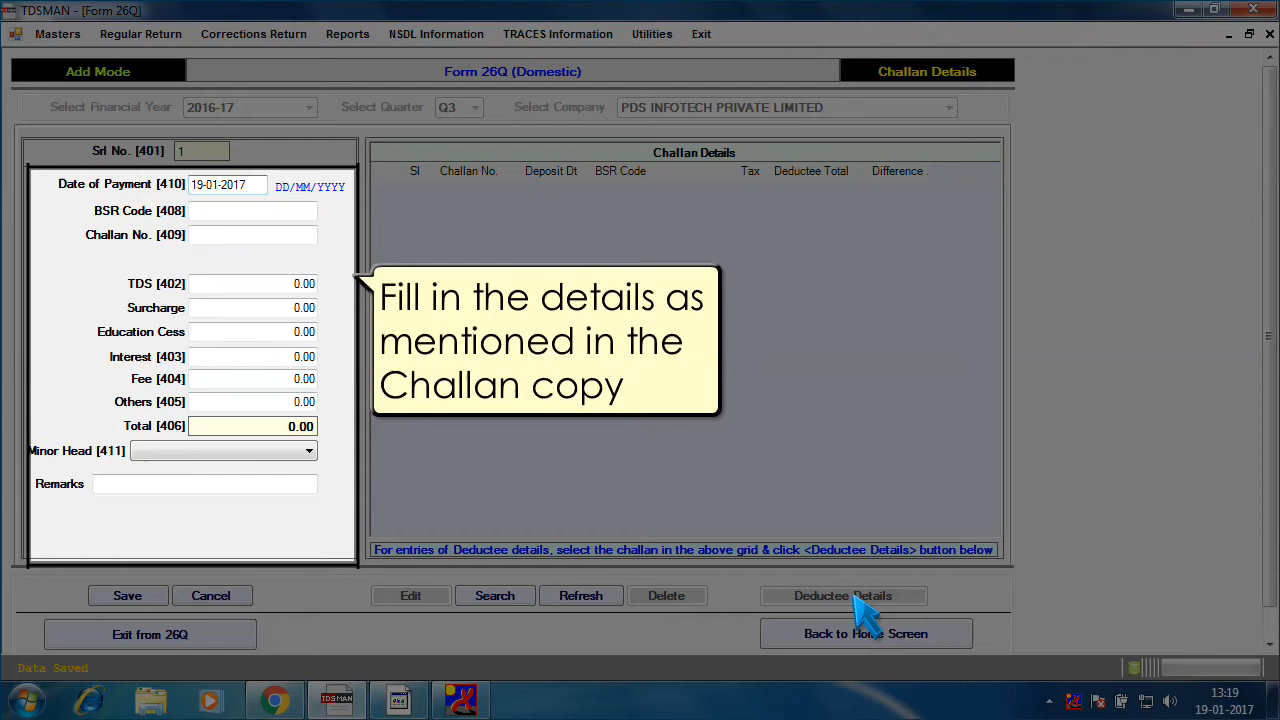 TDSMAN - [Form 26Q]
Masters Regular Return Corrections Return Reports NSDL Information TRACES Information Utilities Exit
Add Mode Form 26Q (Domestic) Challan Details
Select Financial Year 2016-17 Select Quarter Q3 Select Company PDS INFOTECH PRIVATE LIMITED
Srl No. [401] 1
Date of Payment [410] 19-01-2017 DD/MM/YYYY
BSR Code [408]
Challan No. [409]
TDS [402] 0.00
Surcharge 0.00
Education Cess 0.00
Interest [403] 0.00
Fee [404] 0.00
Others [405] 0.00
Total [406] 0.00
Minor Head [411]
Remarks
Challan Details
Sl Challan No. Deposit Dt BSR Code Tax Deductee Total Difference .
Fill in the details as
mentioned in the
Challan copy
For entries of Deductee details, select the challan in the above grid & click <Deductee Details> button below
Save Cancel Edit Search Refresh Delete Deductee Details
Exit from 26Q Back to Home Screen
Data Saved
TDSMAN
13:19
19-01-2017